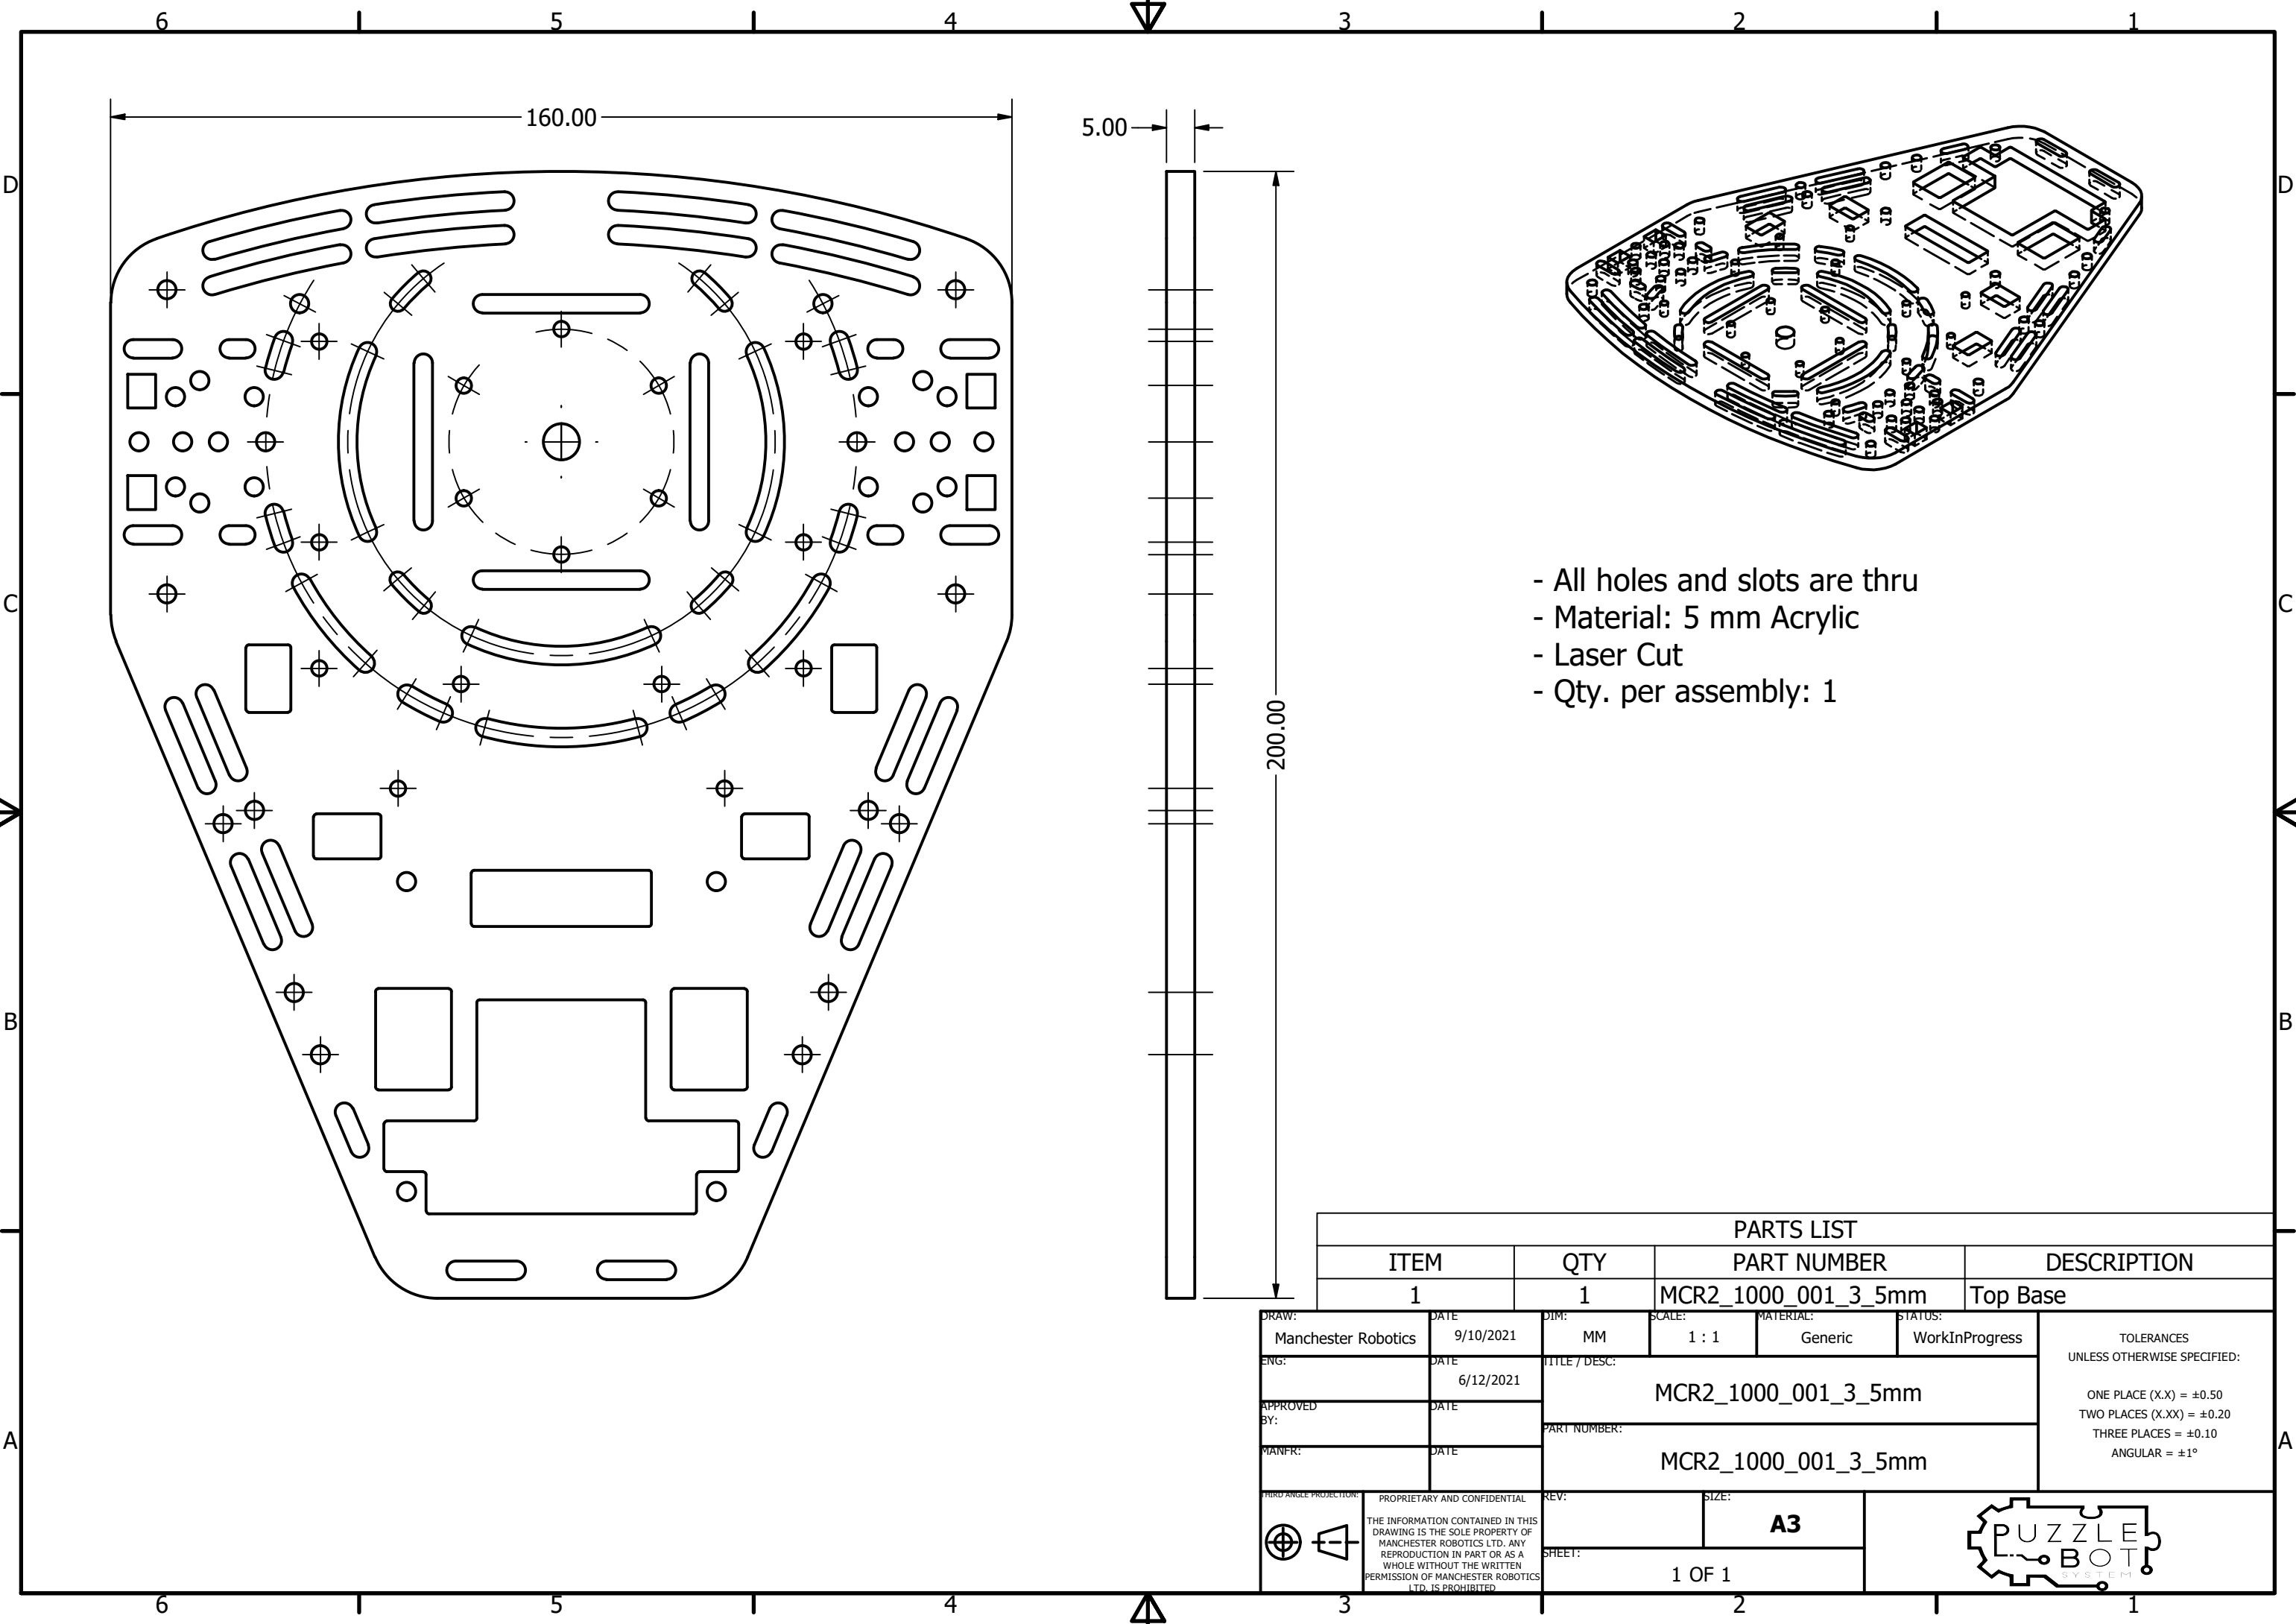 6 5 4 3 2 1
160.00
5.00
D D
200.00
- All holes and slots are thru
- Material: 5 mm Acrylic
- Laser Cut
- Qty. per assembly: 1
C C
B B
PARTS LIST
ITEM QTY PART NUMBER DESCRIPTION
1 1 MCR2_1000_001_3_5mm Top Base
DRAW: Manchester Robotics
DATE 9/10/2021
DIM: MM
SCALE: 1 : 1
MATERIAL: Generic
STATUS: WorkInProgress
ENG:
DATE 6/12/2021
TITLE / DESC:
MCR2_1000_001_3_5mm
APPROVED
BY:
DATE
PART NUMBER:
MCR2_1000_001_3_5mm
MANFR:
DATE
TOLERANCES
UNLESS OTHERWISE SPECIFIED:
ONE PLACE (X.X) = ±0.50
TWO PLACES (X.XX) = ±0.20
THREE PLACES = ±0.10
ANGULAR = ±1°
A A
THIRD ANGLE PROJECTION:
PROPRIETARY AND CONFIDENTIAL
THE INFORMATION CONTAINED IN THIS
DRAWING IS THE SOLE PROPERTY OF
MANCHESTER ROBOTICS LTD. ANY
REPRODUCTION IN PART OR AS A
WHOLE WITHOUT THE WRITTEN
PERMISSION OF MANCHESTER ROBOTICS
LTD. IS PROHIBITED
REV:
SIZE:
A3
SHEET:
1 OF 1
PUZZLE
BOT
SYSTEM
6 5 4 3 2 1